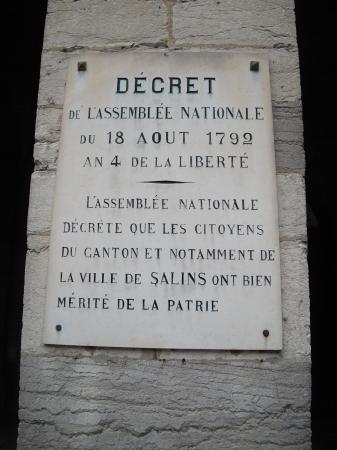 DÉCRET
DE L'ASSEMBLÉE NATIONALE
DU 18 AOUT 1792
AN 4 DE LA LIBERTÉ
L'ASSEMBLÉE NATIONALE
DÉCRÈTE QUE LES CITOYENS
DU CANTON ET NOTAMMENT DE
LA VILLE DE SALINS ONT BIEN
MÉRITÉ DE LA PATRIE